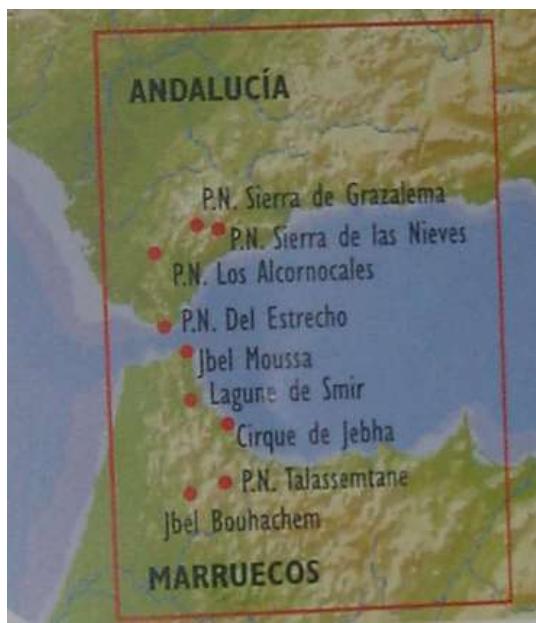 ANDALUCÍA
P.N. Sierra de Grazalema
P.N. Sierra de las Nieves
P.N. Los Alcornocales
P.N. Del Estrecho
Jbel Moussa
Lagune de Smir
Cirque de Jebha
P.N. Talassemtane
Jbel Bouhachem
MARRUECOS